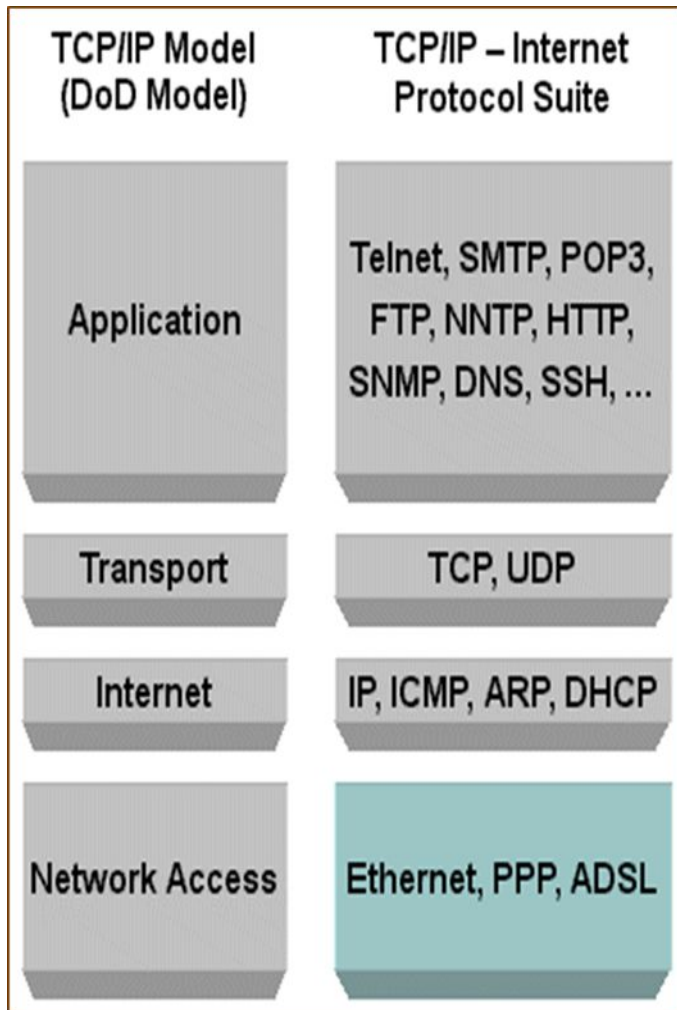 TCP/IP Model
(DoD Model)
TCP/IP – Internet
Protocol Suite
Application
Telnet, SMTP, POP3,
FTP, NNTP, HTTP,
SNMP, DNS, SSH, ...
Transport
TCP, UDP
Internet
IP, ICMP, ARP, DHCP
Network Access
Ethernet, PPP, ADSL